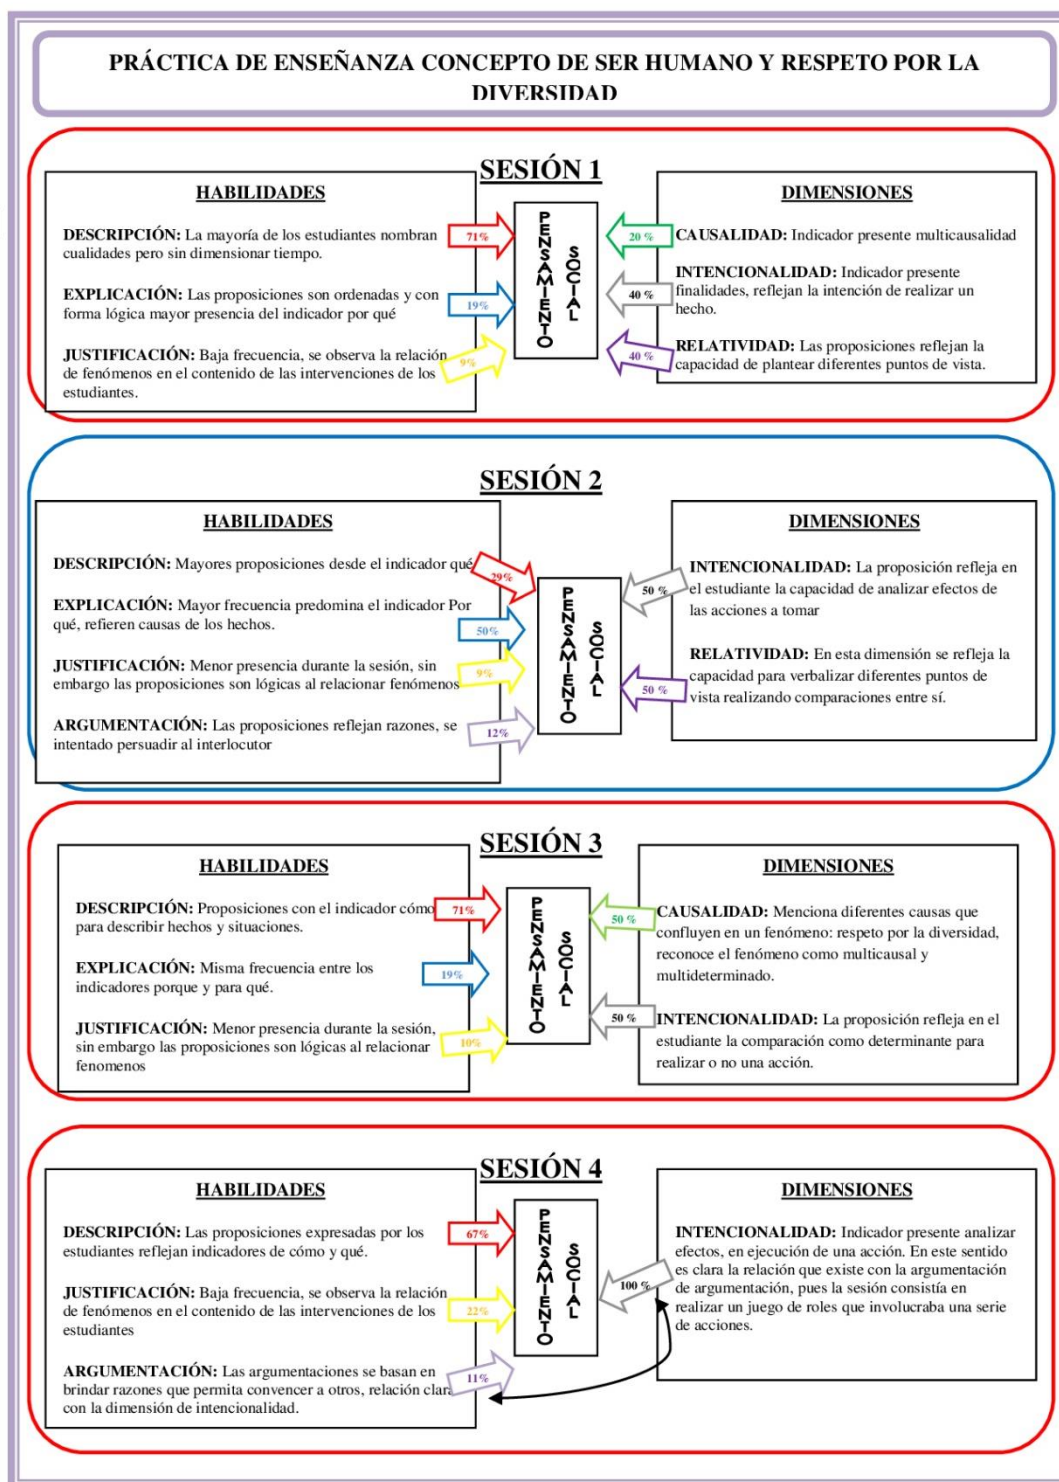 PRÁCTICA DE ENSEÑANZA CONCEPTO DE SER HUMANO Y RESPETO POR LA
DIVERSIDAD
SESIÓN 1
HABILIDADES
DESCRIPCIÓN: La mayoría de los estudiantes nombran
cualidades pero sin dimensionar tiempo.
EXPLICACIÓN: Las proposiciones son ordenadas y con
forma lógica mayor presencia del indicador por qué
JUSTIFICACIÓN: Baja frecuencia, se observa la relación
de fenómenos en el contenido de las intervenciones de los
estudiantes.
71%
19%
9%
PENSAMIENTO
SOCIAL
20 %
40 %
40 %
DIMENSIONES
CAUSALIDAD: Indicador presente multicausalidad
INTENCIONALIDAD: Indicador presente
finalidades, reflejan la intención de realizar un
hecho.
RELATIVIDAD: Las proposiciones reflejan la
capacidad de plantear diferentes puntos de vista.
SESIÓN 2
HABILIDADES
DESCRIPCIÓN: Mayores proposiciones desde el indicador qué
EXPLICACIÓN: Mayor frecuencia predomina el indicador Por
qué, refieren causas de los hechos.
JUSTIFICACIÓN: Menor presencia durante la sesión, sin
embargo las proposiciones son lógicas al relacionar fenómenos
ARGUMENTACIÓN: Las proposiciones reflejan razones, se
intentado persuadir al interlocutor
29%
50%
9%
12%
PENSAMIENTO
SOCIAL
50 %
50 %
DIMENSIONES
INTENCIONALIDAD: La proposición refleja en
el estudiante la capacidad de analizar efectos de
las acciones a tomar
RELATIVIDAD: En esta dimensión se refleja la
capacidad para verbalizar diferentes puntos de
vista realizando comparaciones entre sí.
SESIÓN 3
HABILIDADES
DESCRIPCIÓN: Proposiciones con el indicador cómo
para describir hechos y situaciones.
EXPLICACIÓN: Misma frecuencia entre los
indicadores porque y para qué.
JUSTIFICACIÓN: Menor presencia durante la sesión,
sin embargo las proposiciones son lógicas al relacionar
fenomenos
71%
19%
10%
PENSAMIENTO
SOCIAL
50 %
50 %
DIMENSIONES
CAUSALIDAD: Menciona diferentes causas que
confluyen en un fenómeno: respeto por la diversidad,
reconoce el fenómeno como multicausal y
multideterminado.
INTENCIONALIDAD: La proposición refleja en el
estudiante la comparación como determinante para
realizar o no una acción.
SESIÓN 4
HABILIDADES
DESCRIPCIÓN: Las proposiciones expresadas por los
estudiantes reflejan indicadores de cómo y qué.
JUSTIFICACIÓN: Baja frecuencia, se observa la relación
de fenómenos en el contenido de las intervenciones de los
estudiantes
ARGUMENTACIÓN: Las argumentaciones se basan en
brindar razones que permita convencer a otros, relación clara
con la dimensión de intencionalidad.
67%
22%
11%
PENSAMIENTO
SOCIAL
100 %
DIMENSIONES
INTENCIONALIDAD: Indicador presente analizar
efectos, en ejecución de una acción. En este sentido
es clara la relación que existe con la argumentación
de argumentación, pues la sesión consistía en
realizar un juego de roles que involucraba una serie
de acciones.